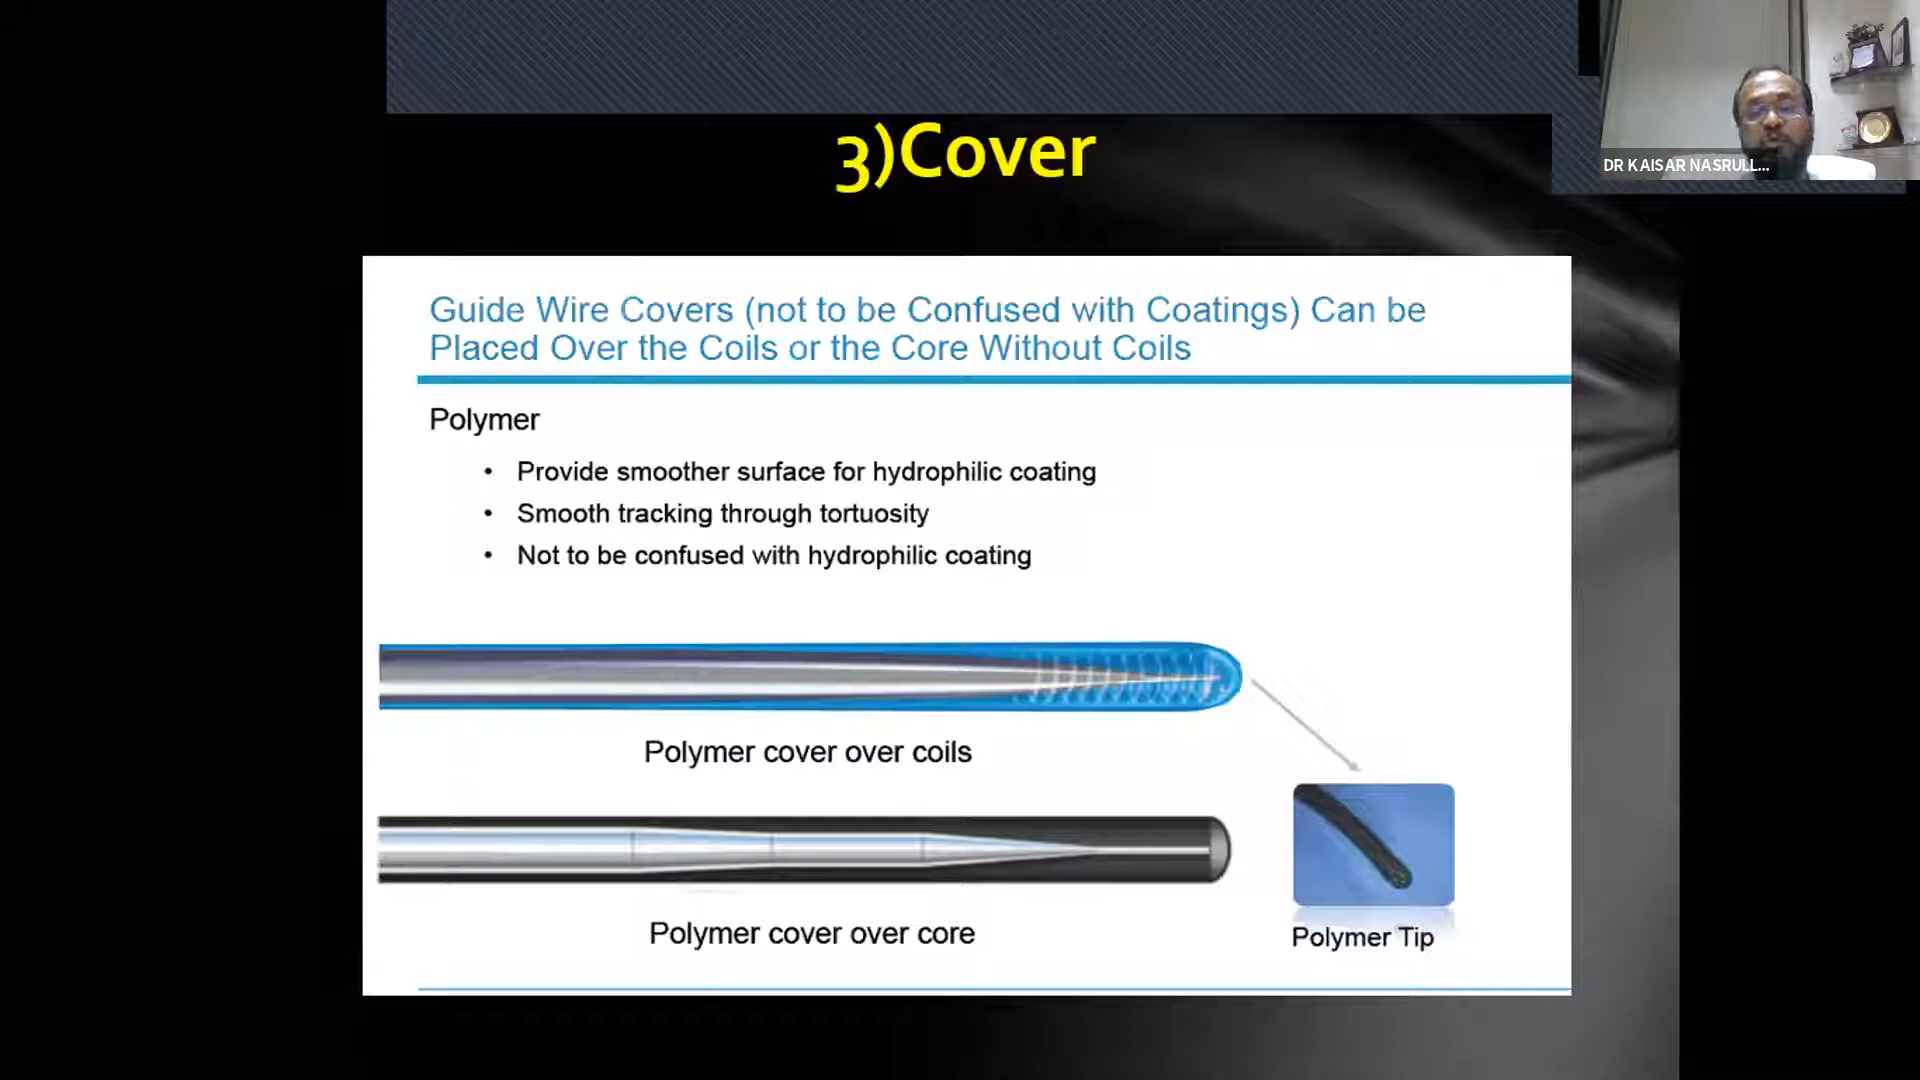 3)Cover
DR KAISAR NASRULL...
Guide Wire Covers (not to be Confused with Coatings) Can be
Placed Over the Coils or the Core Without Coils
Polymer
• Provide smoother surface for hydrophilic coating
• Smooth tracking through tortuosity
• Not to be confused with hydrophilic coating
Polymer cover over coils
Polymer cover over core
Polymer Tip